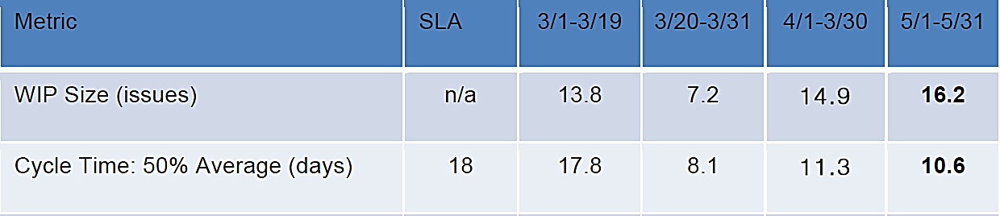 Metric SLA 3/1-3/19 3/20-3/31 4/1-3/30 5/1-5/31
WIP Size (issues) n/a 13.8 7.2 14.9 16.2
Cycle Time: 50% Average (days) 18 17.8 8.1 11.3 10.6